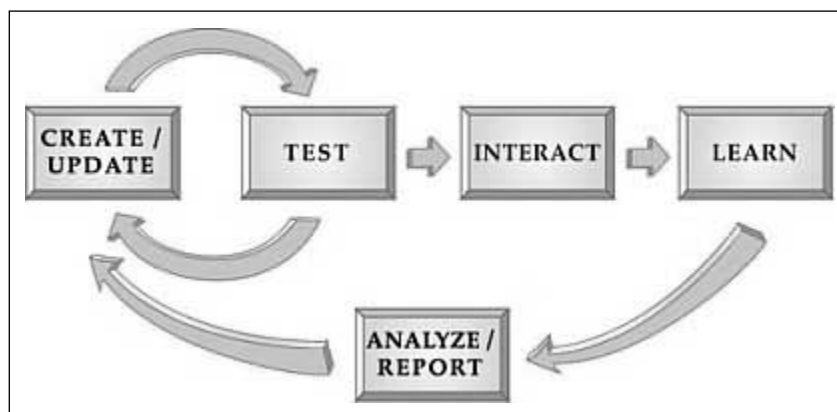 CREATE /
UPDATE
TEST
INTERACT
LEARN
ANALYZE /
REPORT